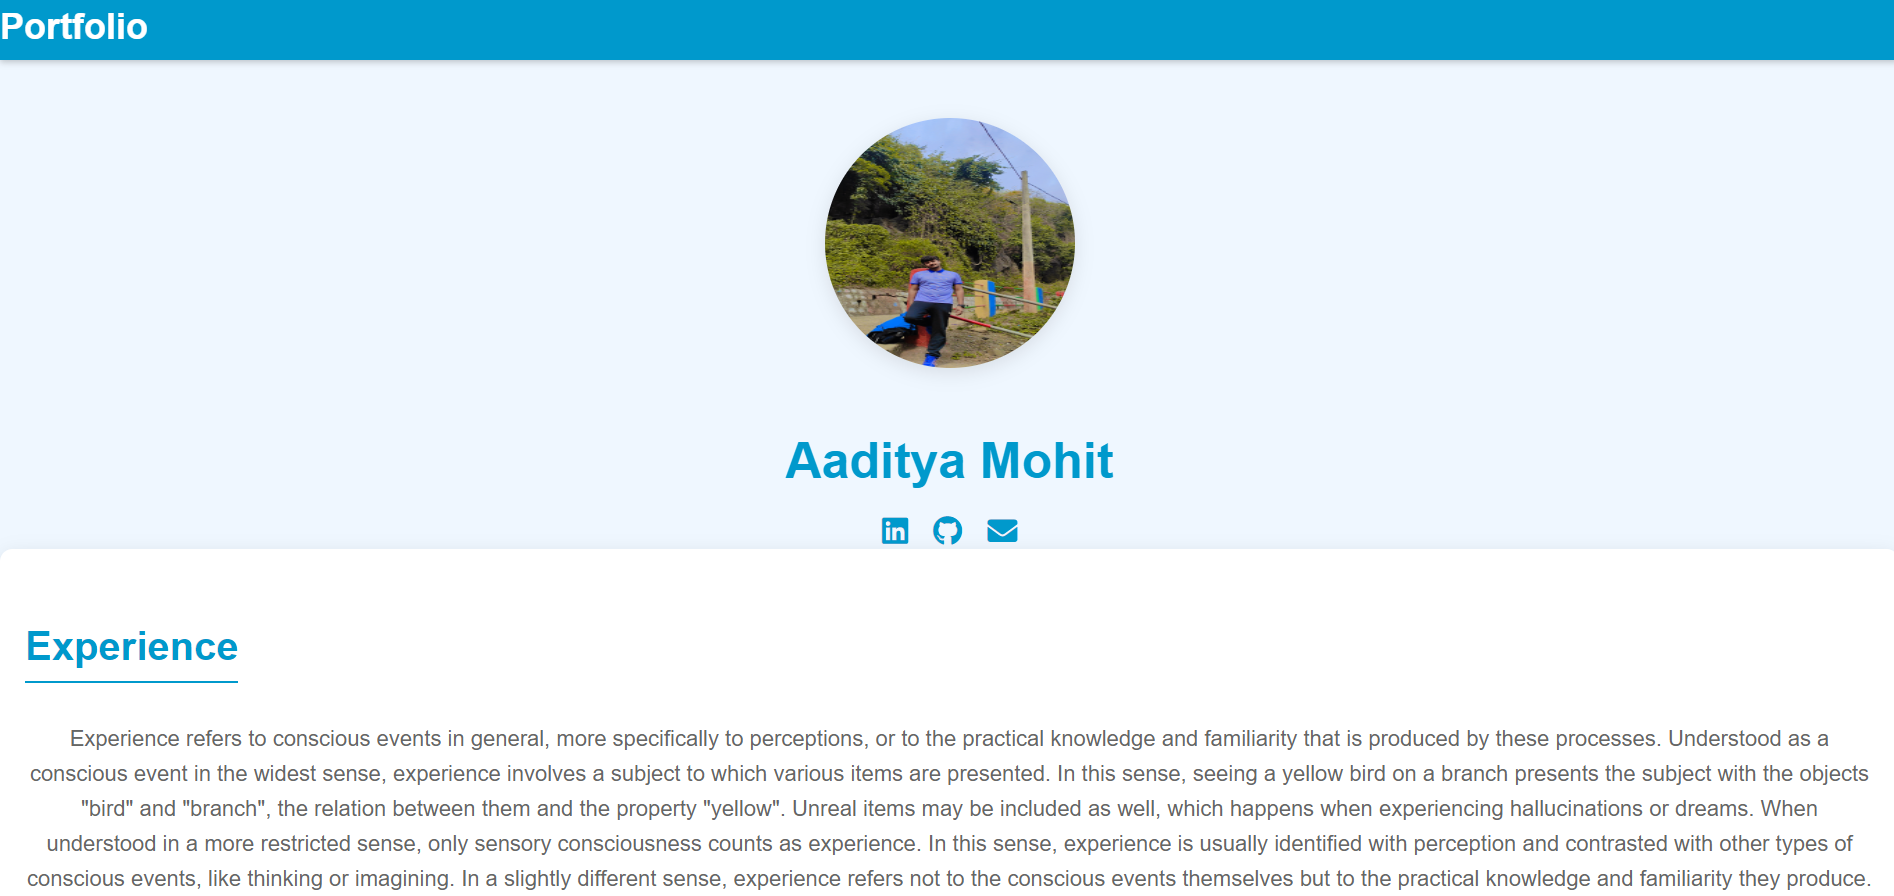 Portfolio
Aaditya Mohit
Experience
Experience refers to conscious events in general, more specifically to perceptions, or to the practical knowledge and familiarity that is produced by these processes. Understood as a
conscious event in the widest sense, experience involves a subject to which various items are presented. In this sense, seeing a yellow bird on a branch presents the subject with the objects
"bird" and "branch", the relation between them and the property "yellow". Unreal items may be included as well, which happens when experiencing hallucinations or dreams. When
understood in a more restricted sense, only sensory consciousness counts as experience. In this sense, experience is usually identified with perception and contrasted with other types of
conscious events, like thinking or imagining. In a slightly different sense, experience refers not to the conscious events themselves but to the practical knowledge and familiarity they produce.